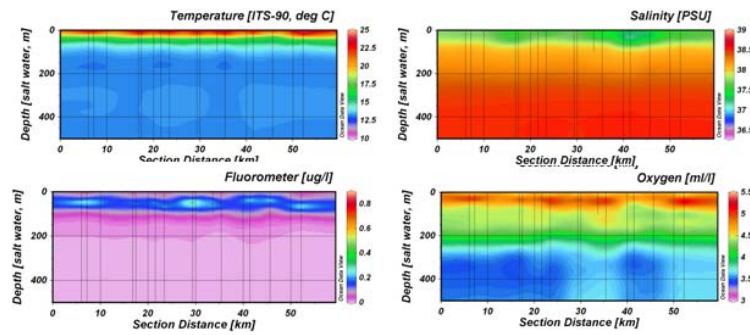 Temperature [ITS-90, deg C]
Depth [salt water, m]
0
200
400
0 10 20 30 40 50
Section Distance [km]
25
22.5
20
17.5
15
12.5
10
Ocean Data View
Salinity [PSU]
Depth [salt water, m]
0
200
400
0 10 20 30 40 50
Section Distance [km]
39
38.5
38
37.5
37
36.5
Ocean Data View
Fluorometer [ug/l]
Depth [salt water, m]
0
200
400
0 10 20 30 40 50
Section Distance [km]
0.8
0.6
0.4
0.2
0
Ocean Data View
Oxygen [ml/l]
Depth [salt water, m]
0
200
400
0 10 20 30 40 50
Section Distance [km]
5.5
5
4.5
4
3.5
3
Ocean Data View